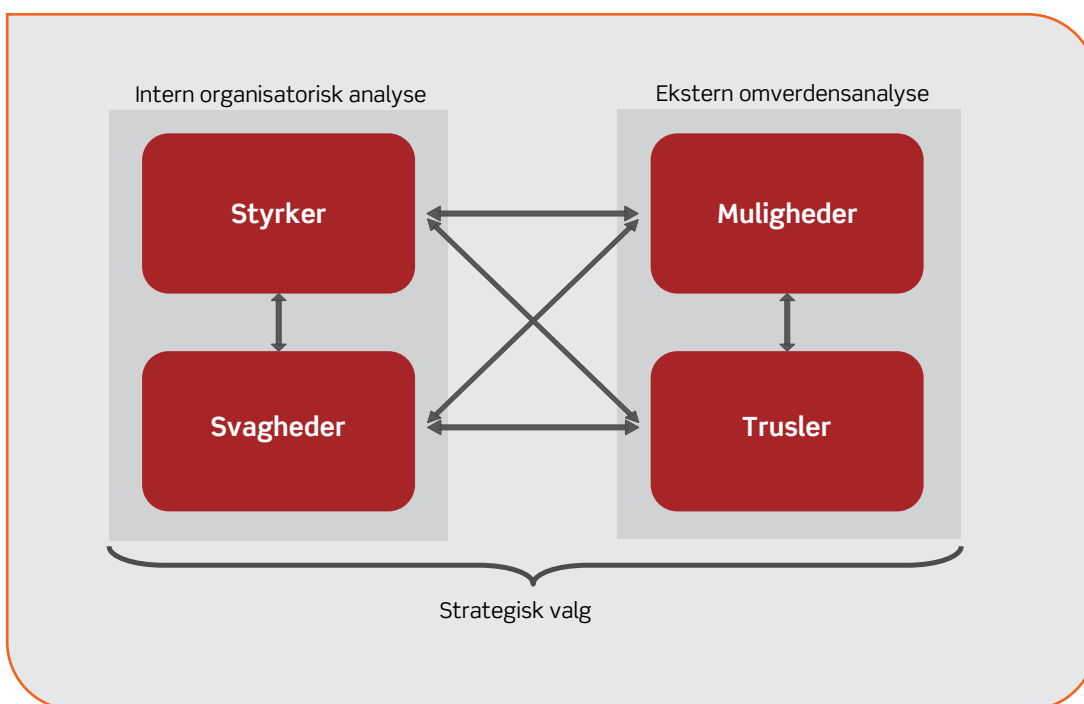 Intern organisatorisk analyse
Ekstern omverdensanalyse
Styrker
Muligheder
Svagheder
Trusler
Strategisk valg